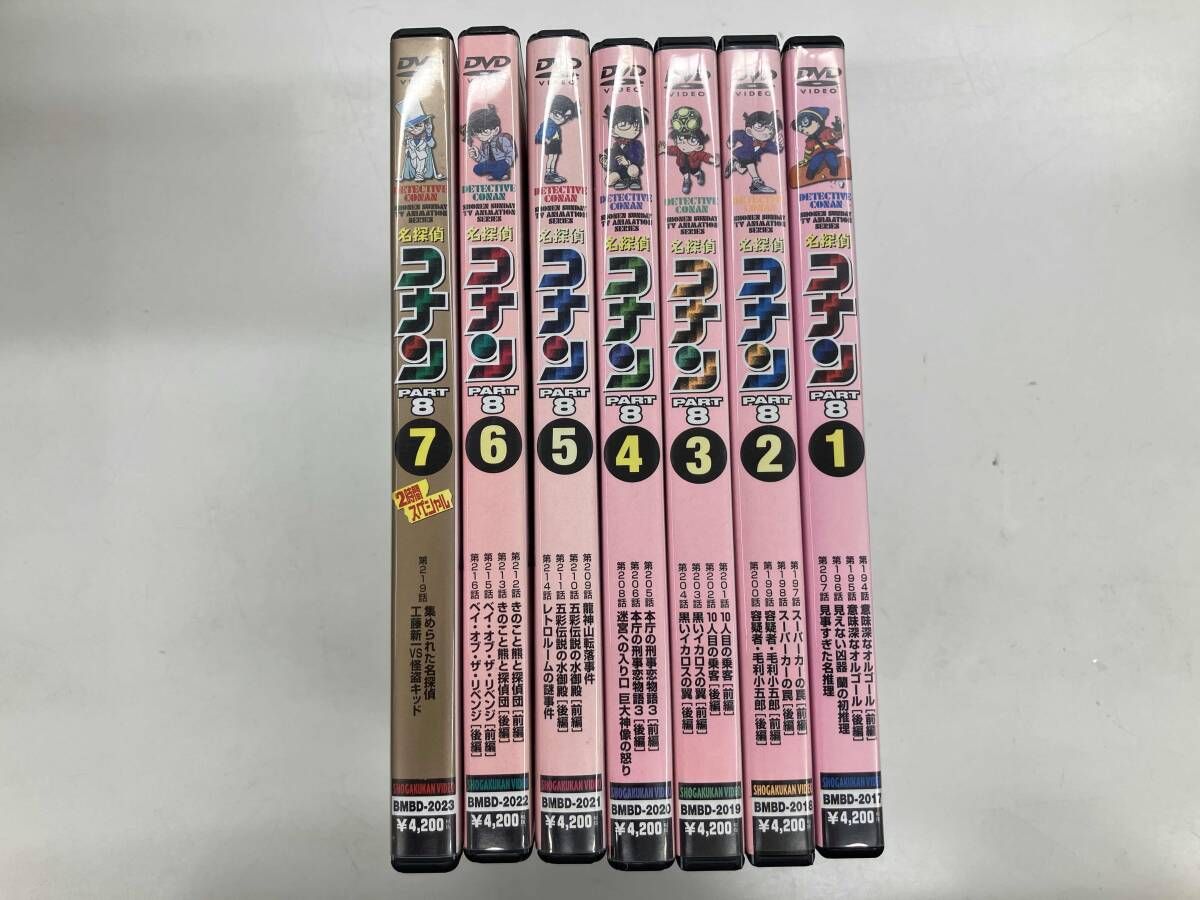 DVD
VIDEO
DETECTIVE
CONAN
SHONEN SUNDAY
TV ANIMATION
SERIES
名探偵
コナン
PART
8
7
2時間
スペシャル
第219話
集められた名探偵
工藤新一VS怪盗キッド
SHOGAKUKAN VIDEO
BMBD-2023
¥4,200
DVD
VIDEO
DETECTIVE
CONAN
SHONEN SUNDAY
TV ANIMATION
SERIES
名探偵
コナン
PART
8
6
第212話 きのこと熊と探偵団[前編]
第213話 きのこと熊と探偵団[後編]
第215話 ベイ・オブ・ザ・リベンジ[前編]
第216話 ベイ・オブ・ザ・リベンジ[後編]
SHOGAKUKAN VIDEO
BMBD-2022
¥4,200
DVD
VIDEO
DETECTIVE
CONAN
SHONEN SUNDAY
TV ANIMATION
SERIES
名探偵
コナン
PART
8
5
第209話 龍神山転落事件
第210話 五彩伝説の水御殿[前編]
第211話 五彩伝説の水御殿[後編]
第214話 レトロルームの謎事件
SHOGAKUKAN VIDEO
BMBD-2021
¥4,200
DVD
VIDEO
DETECTIVE
CONAN
SHONEN SUNDAY
TV ANIMATION
SERIES
名探偵
コナン
PART
8
4
第205話 本庁の刑事恋物語3[前編]
第206話 本庁の刑事恋物語3[後編]
第208話 迷宮への入り口 巨大神像の怒り
SHOGAKUKAN VIDEO
BMBD-2020
¥4,200
DVD
VIDEO
DETECTIVE
CONAN
SHONEN SUNDAY
TV ANIMATION
SERIES
名探偵
コナン
PART
8
3
第201話 10人目の乗客[前編]
第202話 10人目の乗客[後編]
第203話 黒いイカロスの翼[前編]
第204話 黒いイカロスの翼[後編]
SHOGAKUKAN VIDEO
BMBD-2019
¥4,200
DVD
VIDEO
DETECTIVE
CONAN
SHONEN SUNDAY
TV ANIMATION
SERIES
名探偵
コナン
PART
8
2
第197話 スーパーカーの罠[前編]
第198話 スーパーカーの罠[後編]
第199話 容疑者・毛利小五郎[前編]
第200話 容疑者・毛利小五郎[後編]
SHOGAKUKAN VIDEO
BMBD-2018
¥4,200
DVD
VIDEO
DETECTIVE
CONAN
SHONEN SUNDAY
TV ANIMATION
SERIES
名探偵
コナン
PART
8
1
第194話 意味深なオルゴール[前編]
第195話 意味深なオルゴール[後編]
第196話 見えない凶器 蘭の初推理
第207話 見事すぎた名推理
SHOGAKUKAN VIDEO
BMBD-2017
¥4,200